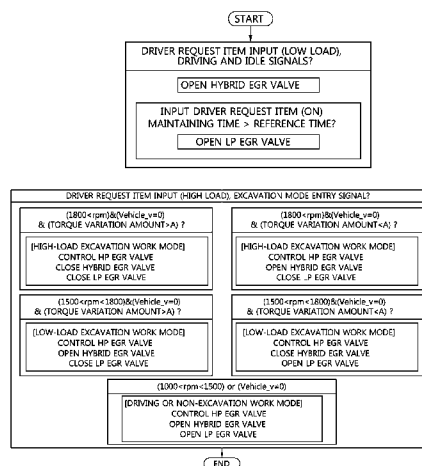 START
DRIVER REQUEST ITEM INPUT (LOW LOAD),
DRIVING AND IDLE SIGNALS?
OPEN HYBRID EGR VALVE
INPUT DRIVER REQUEST ITEM (ON)
MAINTAINING TIME > REFERENCE TIME?
OPEN LP EGR VALVE
DRIVER REQUEST ITEM INPUT (HIGH LOAD), EXCAVATION MODE ENTRY SIGNAL?
(1800<rpm)&(Vehicle_v=0)
& (TORQUE VARIATION AMOUNT>A) ?
[HIGH-LOAD EXCAVATION WORK MODE]
CONTROL HP EGR VALVE
CLOSE HYBRID EGR VALVE
CLOSE LP EGR VALVE
(1800<rpm)&(Vehicle_v=0)
& (TORQUE VARIATION AMOUNT<A) ?
[HIGH-LOAD EXCAVATION WORK MODE]
CONTROL HP EGR VALVE
OPEN HYBRID EGR VALVE
CLOSE LP EGR VALVE
(1500<rpm<1800)&(Vehicle_v=0)
& (TORQUE VARIATION AMOUNT>A) ?
[LOW-LOAD EXCAVATION WORK MODE]
CONTROL HP EGR VALVE
OPEN HYBRID EGR VALVE
CLOSE LP EGR VALVE
(1500<rpm<1800)&(Vehicle_v=0)
& (TORQUE VARIATION AMOUNT<A) ?
[LOW-LOAD EXCAVATION WORK MODE]
CONTROL HP EGR VALVE
CLOSE HYBRID EGR VALVE
OPEN LP EGR VALVE
(1000<rpm<1500) or (Vehicle_v≠0)
[DRIVING OR NON-EXCAVATION WORK MODE]
CONTROL HP EGR VALVE
OPEN HYBRID EGR VALVE
OPEN LP EGR VALVE
END